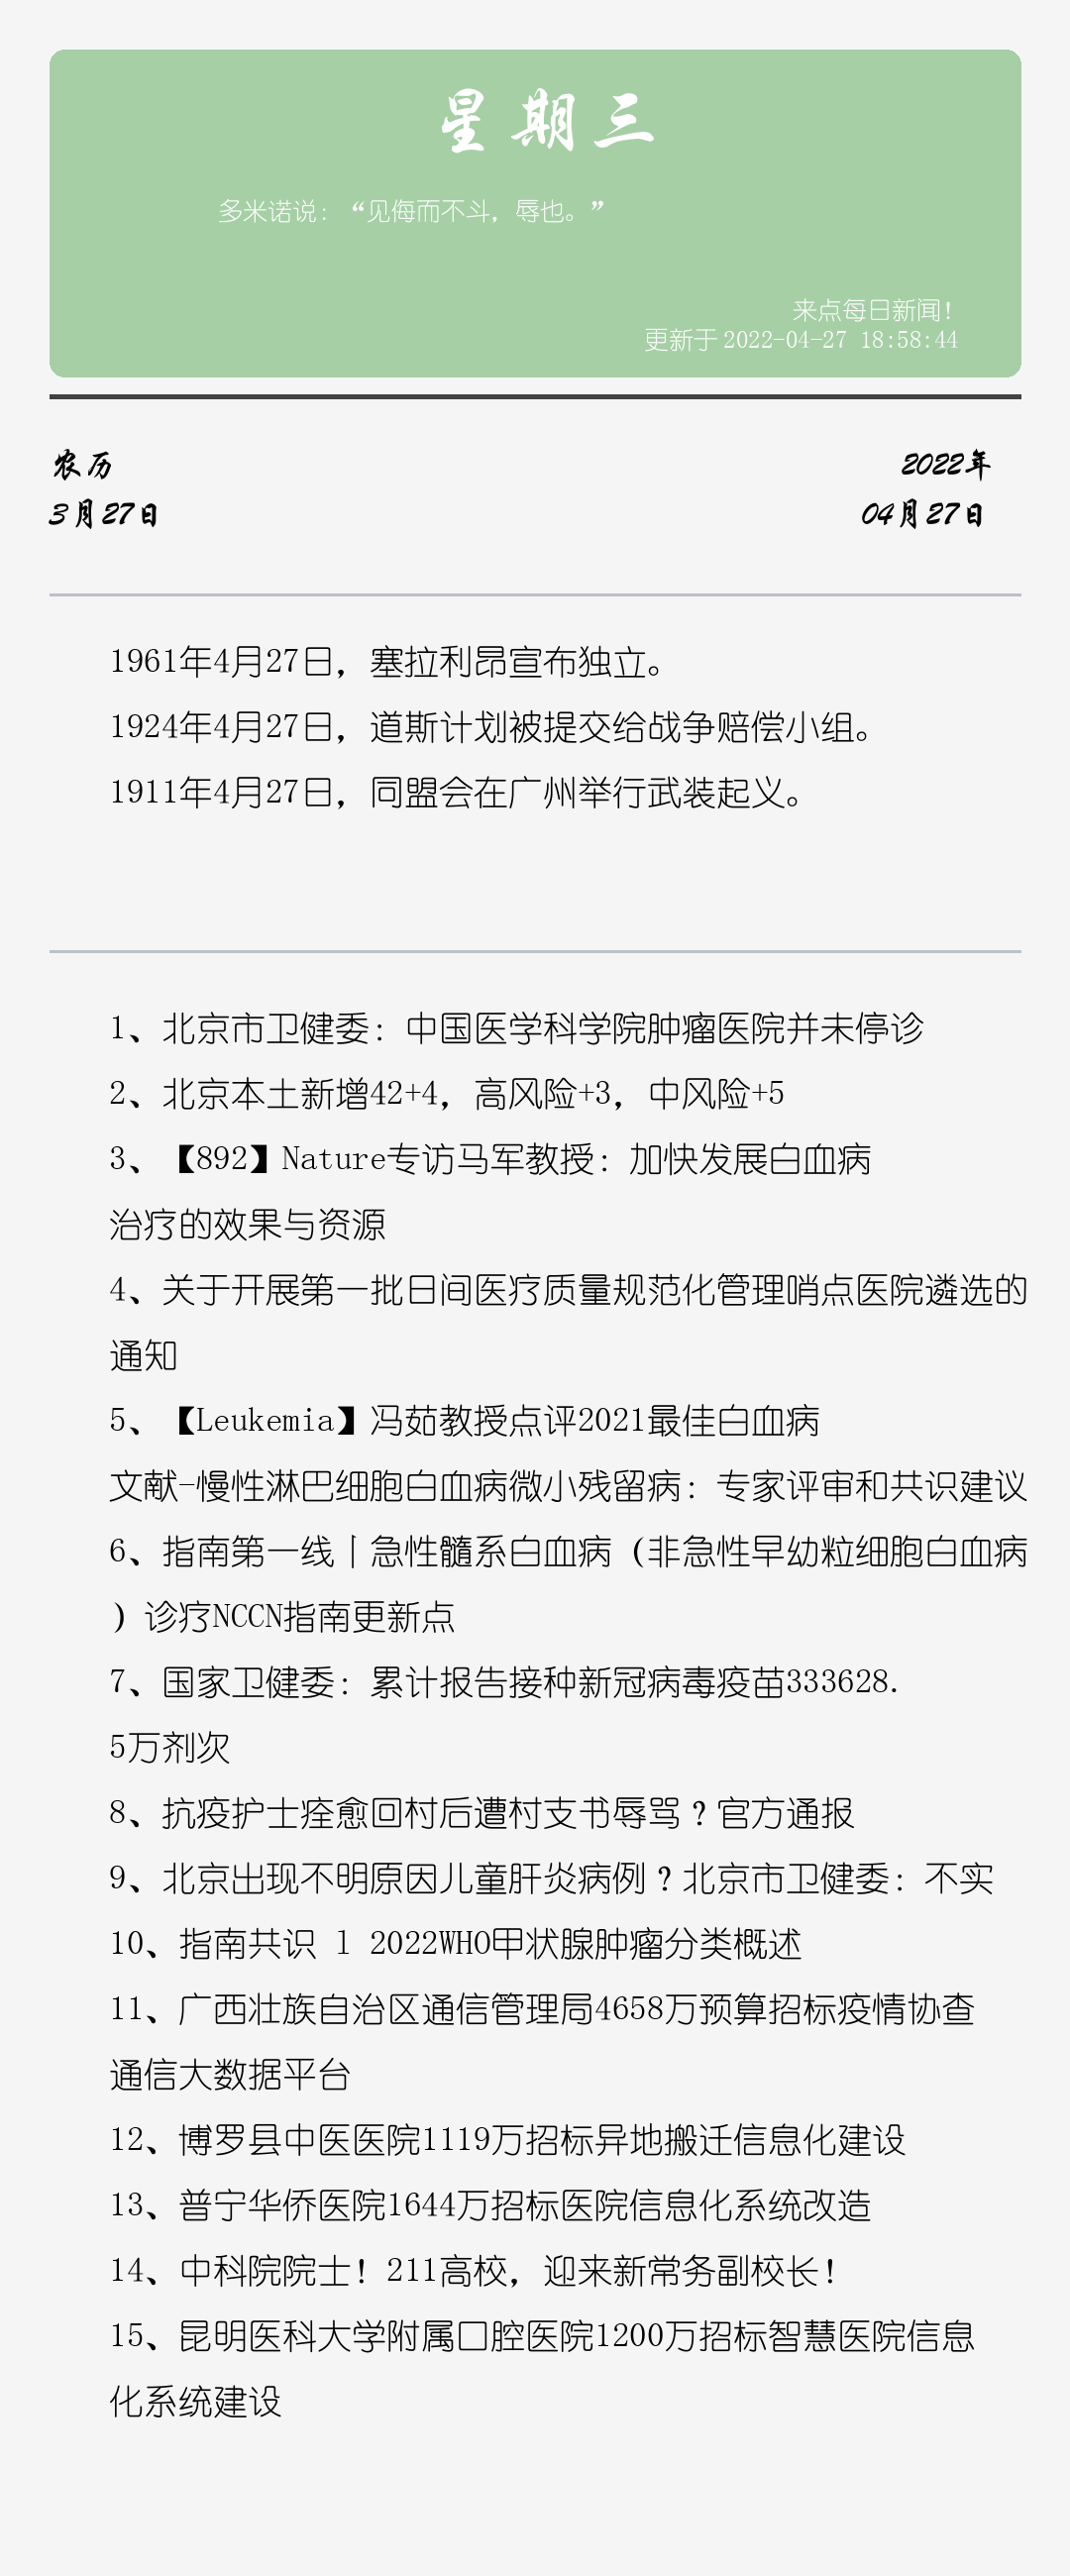 星期三
多米诺说：“见侮而不斗，辱也。”
来点每日新闻！
更新于2022-04-27 18:58:44
农历
2022年
3月27日
04月27日
1961年4月27日，塞拉利昂宣布独立。
1924年4月27日，道斯计划被提交给战争赔偿小组。
1911年4月27日，同盟会在广州举行武装起义。
1、北京市卫健委：中国医学科学院肿瘤医院并未停诊
2、北京本土新增42+4，高风险+3，中风险+5
3、【892】Nature专访马军教授：加快发展白血病
治疗的效果与资源
4、关于开展第一批日间医疗质量规范化管理哨点医院遴选的
通知
5、【Leukemia】冯茹教授点评2021最佳白血病
文献-慢性淋巴细胞白血病微小残留病：专家评审和共识建议
6、指南第一线丨急性髓系白血病（非急性早幼粒细胞白血病
）诊疗NCCN指南更新点
7、国家卫健委：累计报告接种新冠病毒疫苗333628.
5万剂次
8、抗疫护士痊愈回村后遭村支书辱骂？官方通报
9、北京出现不明原因儿童肝炎病例？北京市卫健委：不实
10、指南共识 l 2022WHO甲状腺肿瘤分类概述
11、广西壮族自治区通信管理局4658万预算招标疫情协查
通信大数据平台
12、博罗县中医医院1119万招标异地搬迁信息化建设
13、普宁华侨医院1644万招标医院信息化系统改造
14、中科院院士！211高校，迎来新常务副校长！
15、昆明医科大学附属口腔医院1200万招标智慧医院信息
化系统建设